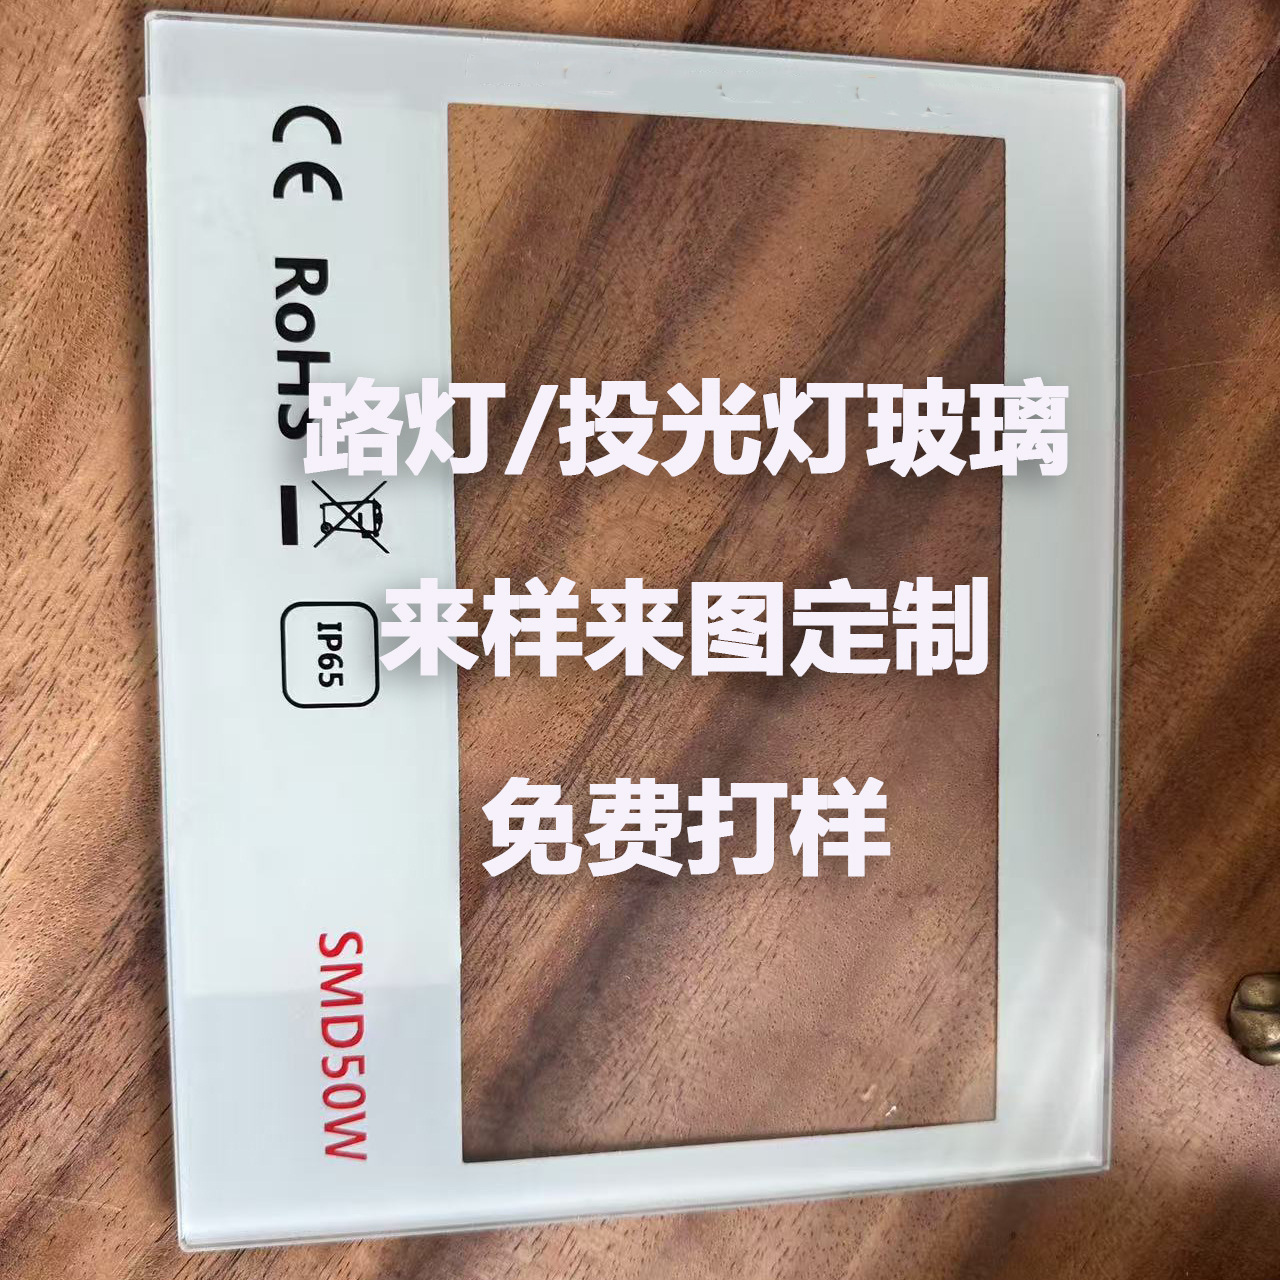 路灯/投光灯玻璃
来样来图定制
免费打样
CE RoHS
IP65
SMD50W